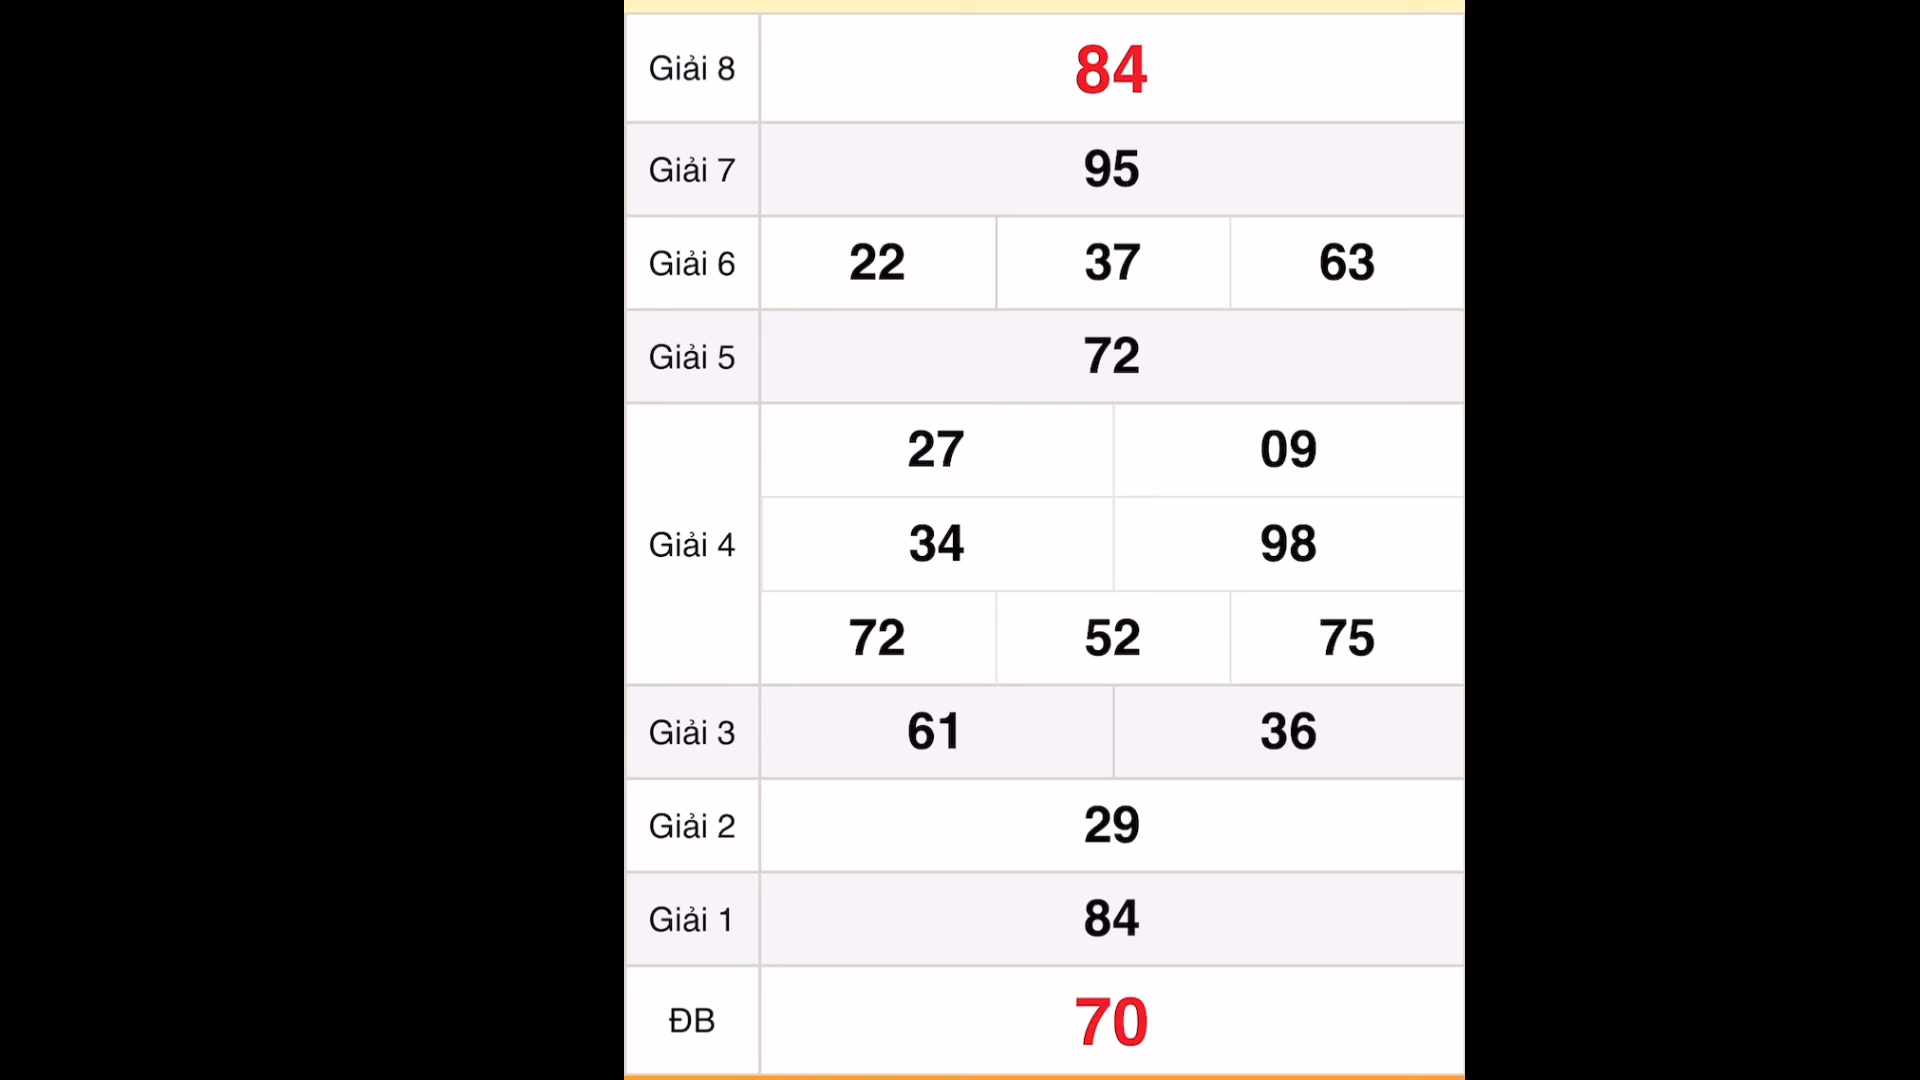 Giải 8 84
Giải 7 95
Giải 6 22 37 63
Giải 5 72
27 09
Giải 4 34 98
72 52 75
Giải 3 61 36
Giải 2 29
Giải 1 84
ĐB 70